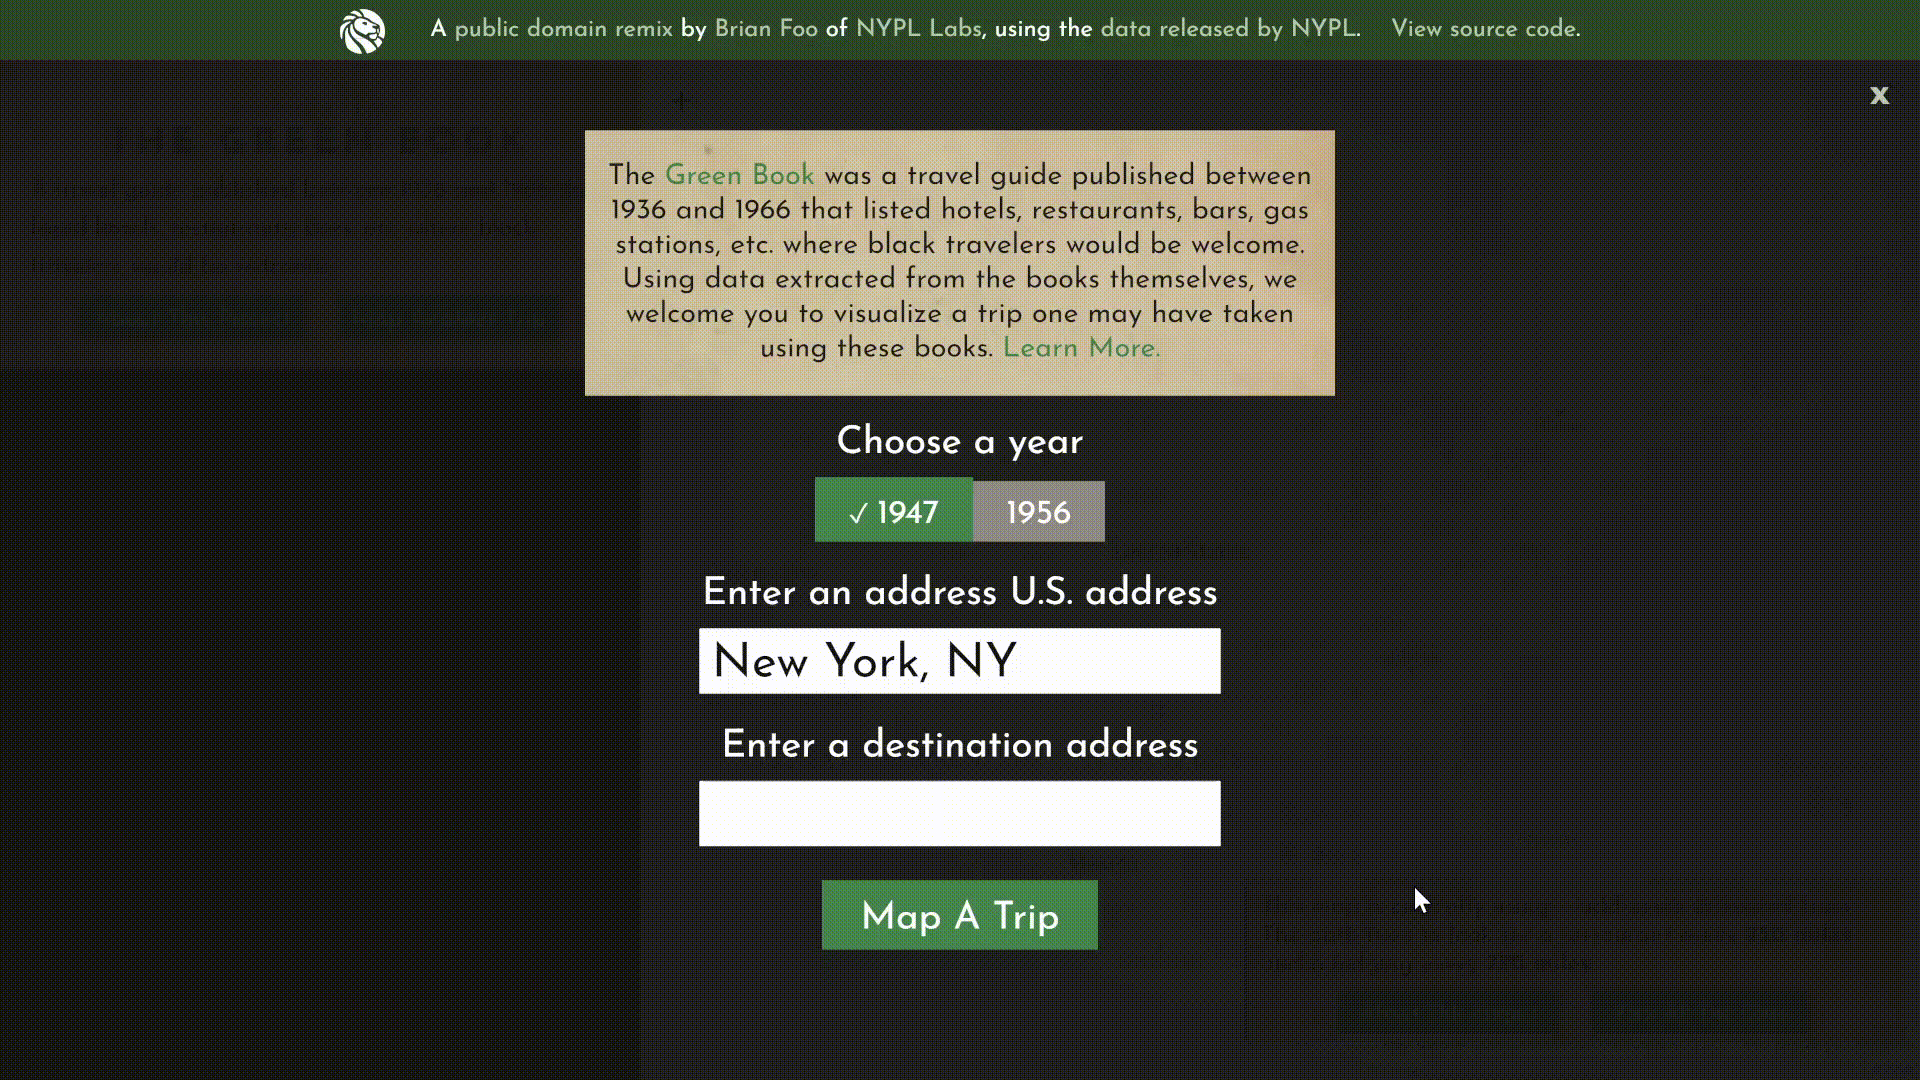 A public domain remix by Brian Foo of NYPL Labs, using the data released by NYPL. View source code.
x
THE GREEN BOOK
The Green Book was a travel guide published between
1936 and 1966 that listed hotels, restaurants, bars, gas
stations, etc. where black travelers would be welcome.
Using data extracted from the books themselves, we
welcome you to visualize a trip one may have taken
using these books. Learn More.
Choose a year
✓ 1947 1956
Enter an address U.S. address
New York, NY
Enter a destination address
Map A Trip